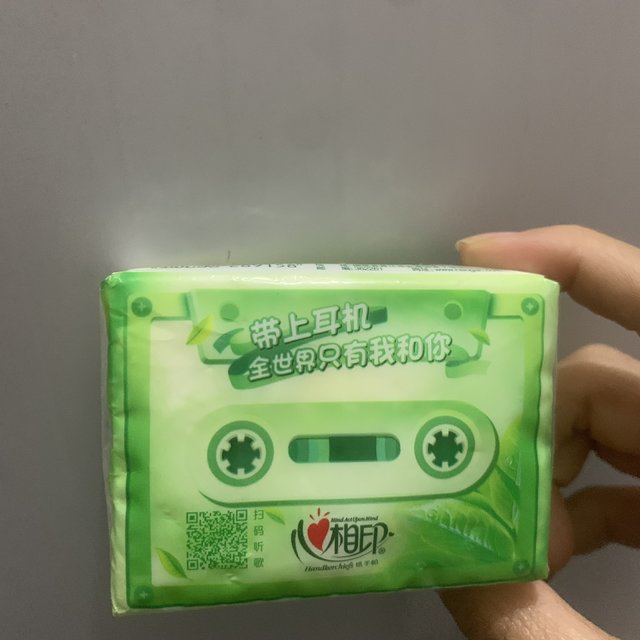 带上耳机
全世界只有我和你
扫码听歌
Mind Act Upon Mind
心相印®
Handkerchiefs 纸手帕